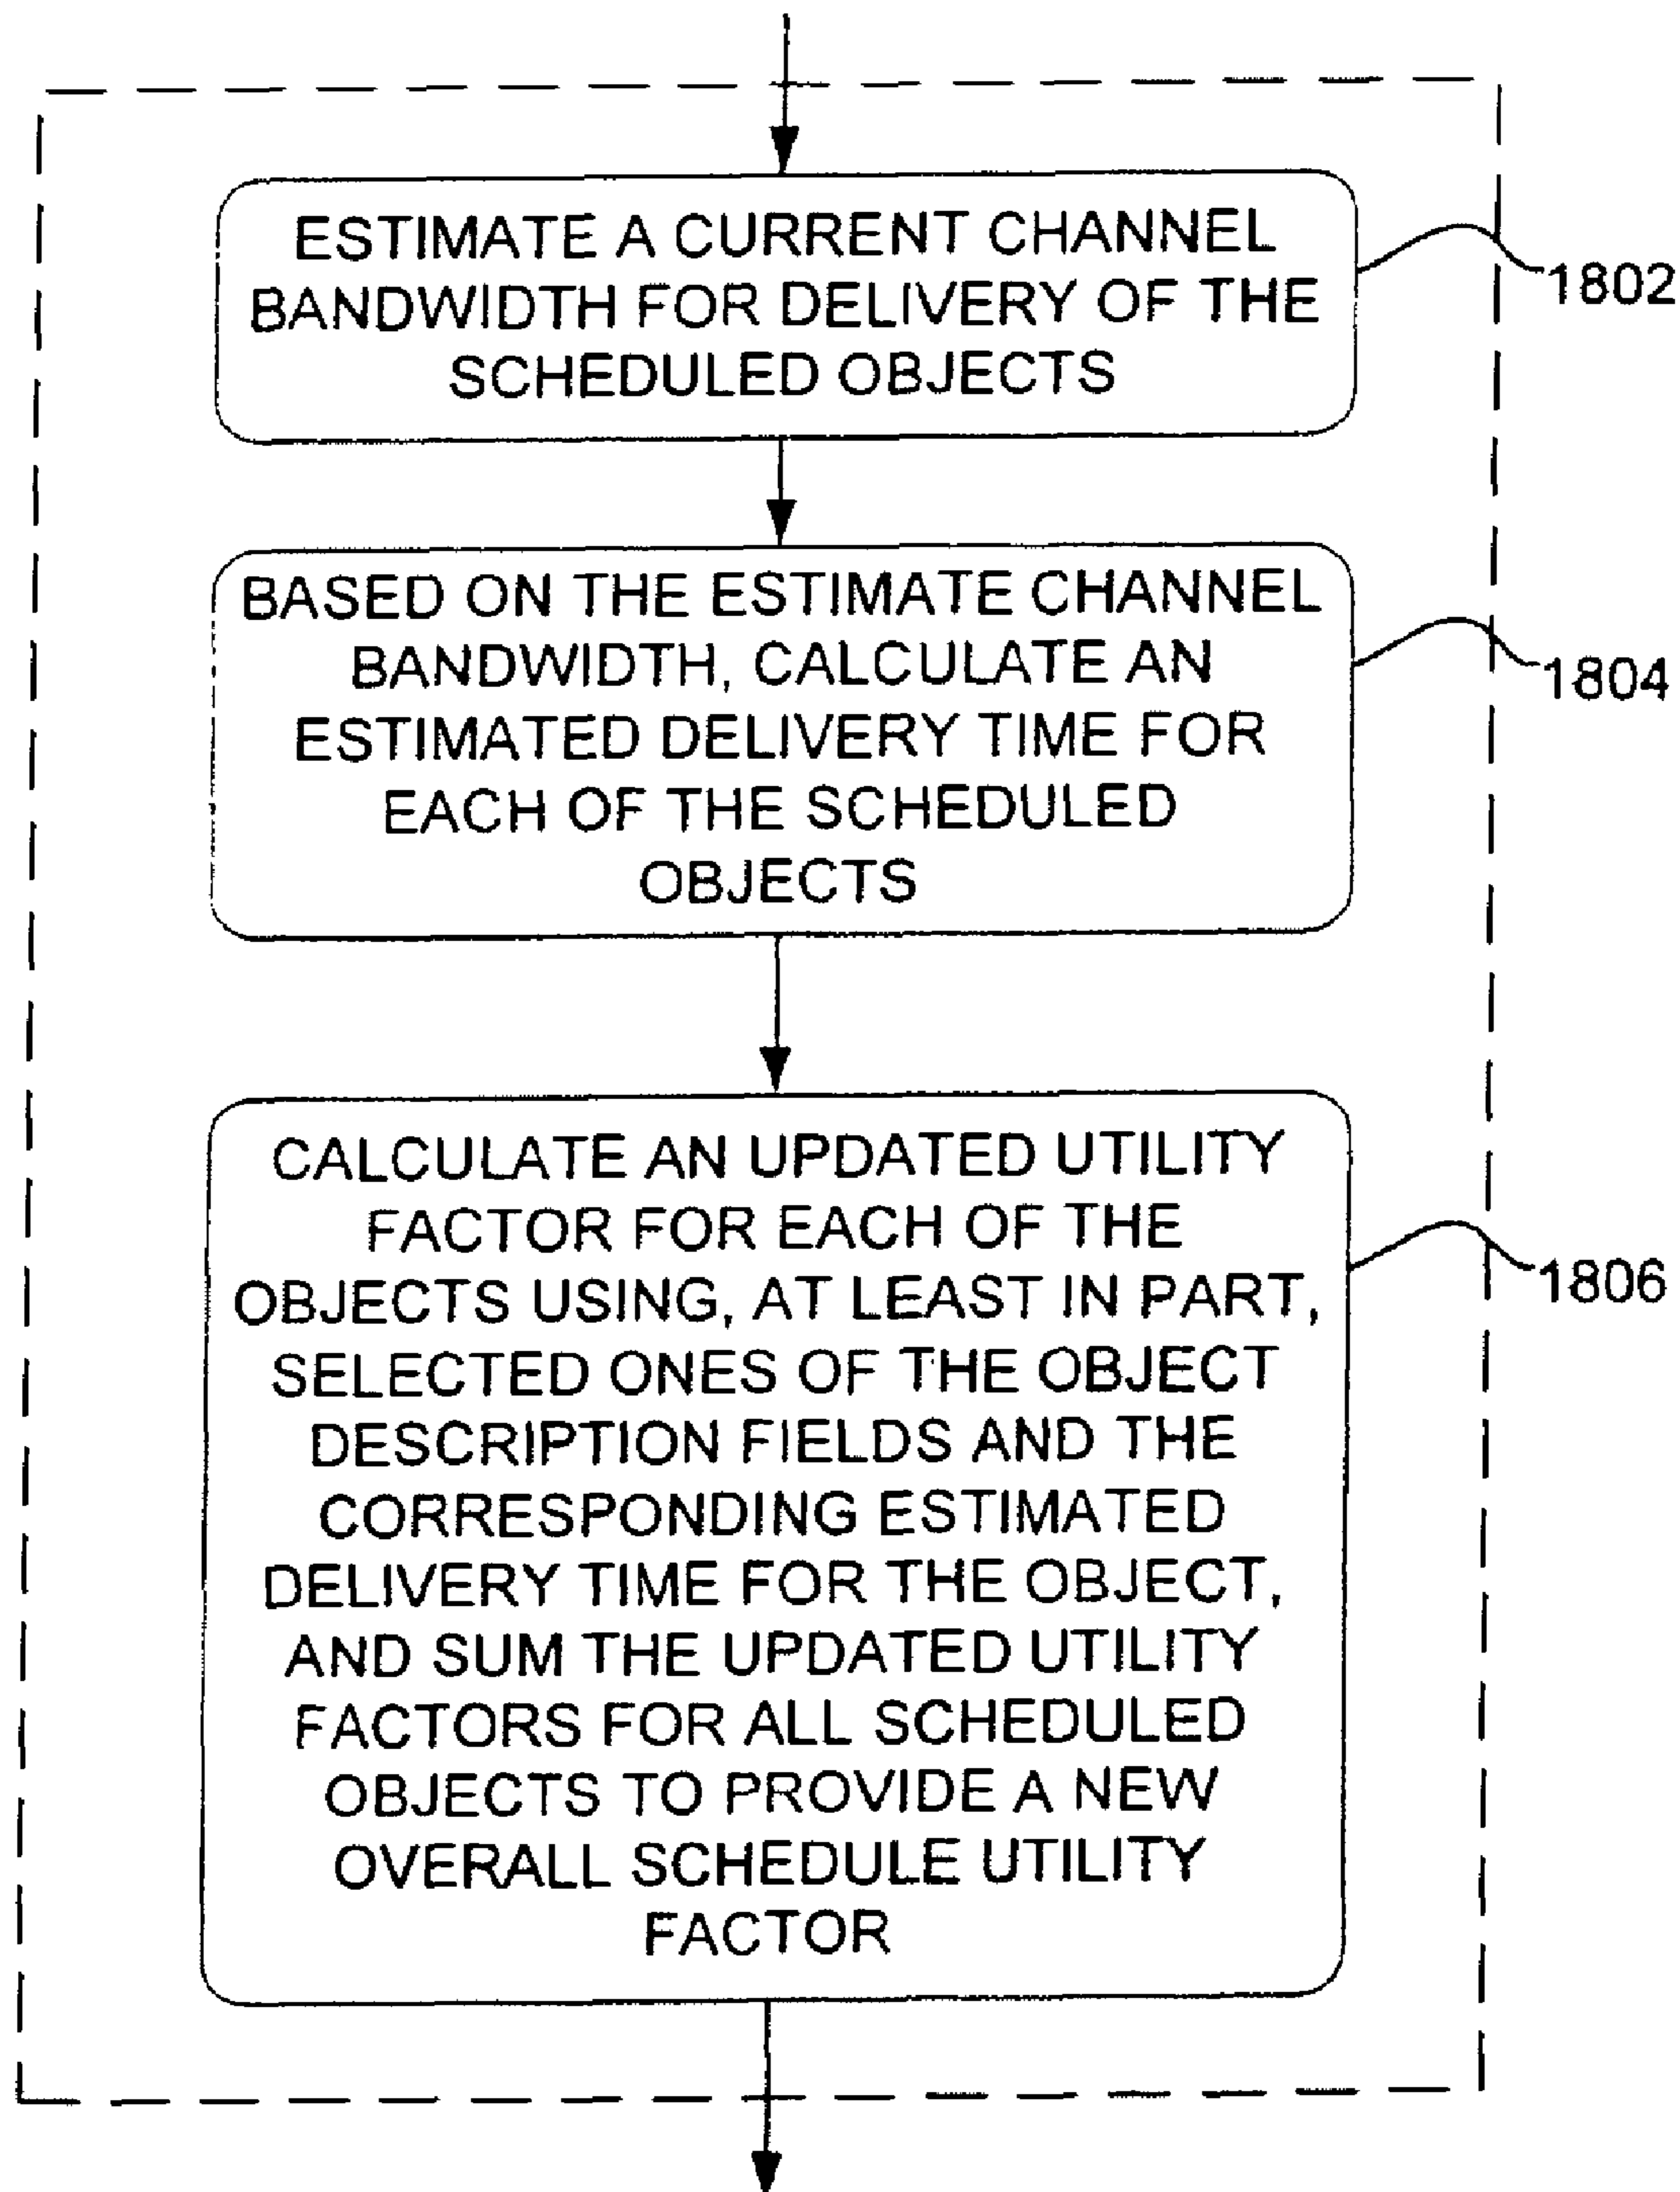 ESTIMATE A CURRENT CHANNEL
BANDWIDTH FOR DELIVERY OF THE
SCHEDULED OBJECTS
1802
BASED ON THE ESTIMATE CHANNEL
BANDWIDTH, CALCULATE AN
ESTIMATED DELIVERY TIME FOR
EACH OF THE SCHEDULED
OBJECTS
1804
CALCULATE AN UPDATED UTILITY
FACTOR FOR EACH OF THE
OBJECTS USING, AT LEAST IN PART,
SELECTED ONES OF THE OBJECT
DESCRIPTION FIELDS AND THE
CORRESPONDING ESTIMATED
DELIVERY TIME FOR THE OBJECT,
AND SUM THE UPDATED UTILITY
FACTORS FOR ALL SCHEDULED
OBJECTS TO PROVIDE A NEW
OVERALL SCHEDULE UTILITY
FACTOR
1806